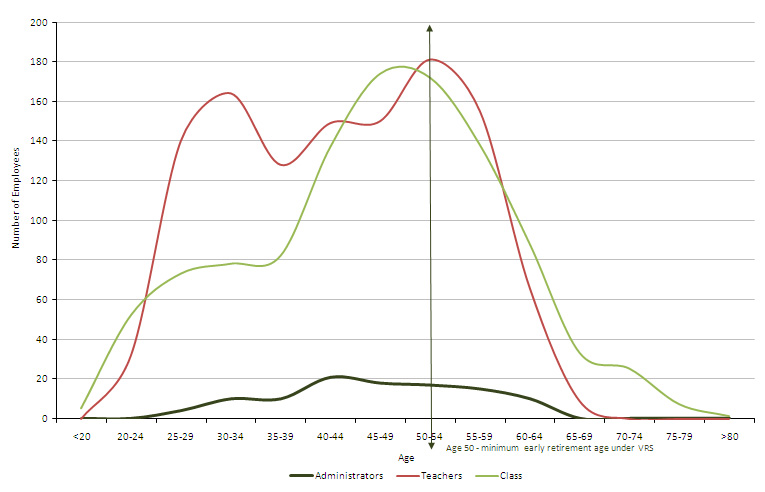 200
180
160
140
120
100
80
60
40
20
0
Number of Employees
<20 20-24 25-29 30-34 35-39 40-44 45-49 50-54 55-59 60-64 65-69 70-74 75-79 >80
Age 50 - minimum early retirement age under VRS
Age
Administrators Teachers Class